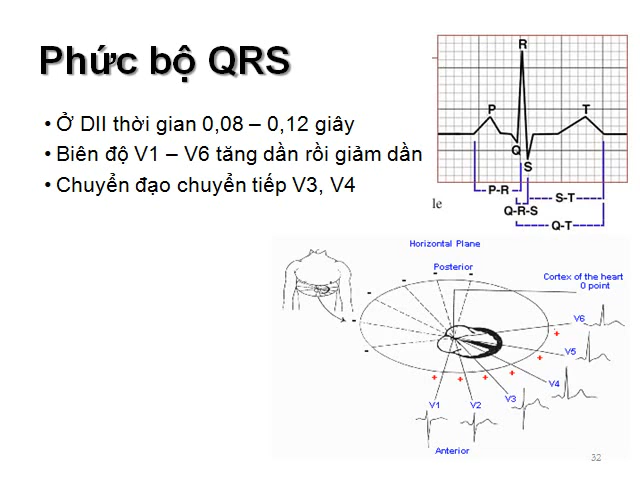 Phức bộ QRS
• Ở DII thời gian 0,08 – 0,12 giây
• Biên độ V1 – V6 tăng dần rồi giảm dần
• Chuyển đạo chuyển tiếp V3, V4
R
P
T
Q
S
P-R
S-T
le
Q-R-S
Q-T
Horizontal Plane
Posterior
Cortex of the heart
0 point
V6
V5
V4
V3
V1
V2
Anterior
32